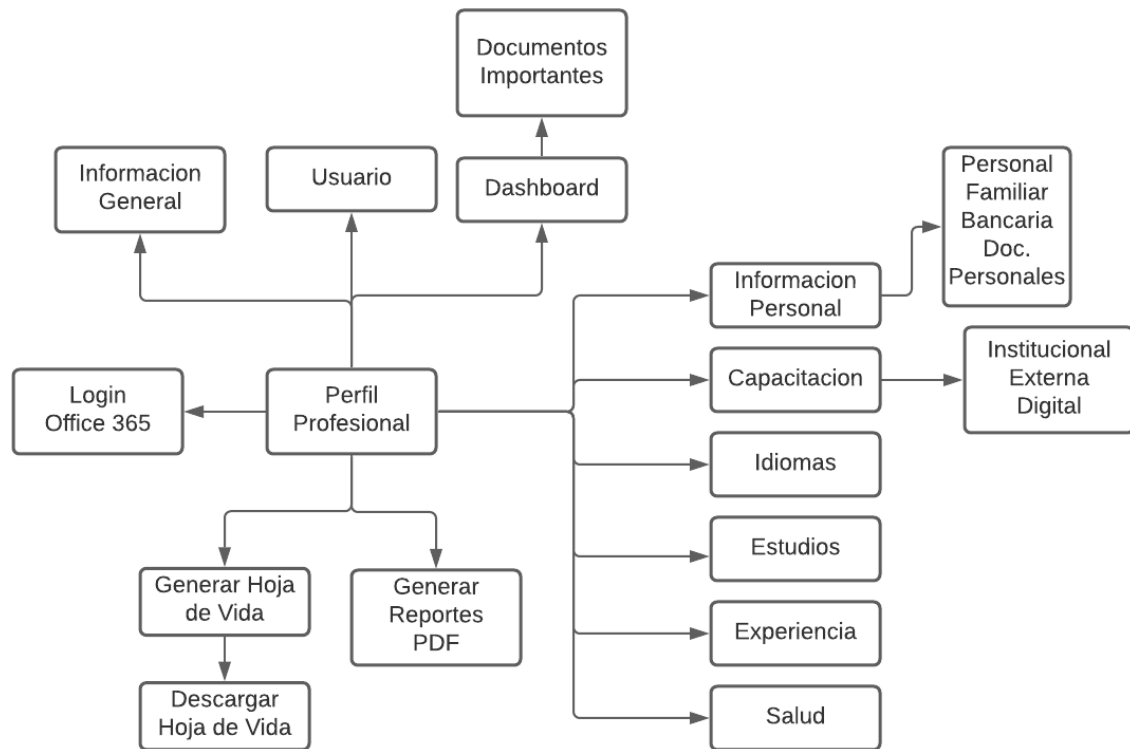 Documentos
Importantes
Informacion
General
Usuario
Dashboard
Personal
Familiar
Bancaria
Doc.
Personales
Informacion
Personal
Login
Office 365
Perfil
Profesional
Capacitacion
Institucional
Externa
Digital
Idiomas
Estudios
Generar Hoja
de Vida
Generar
Reportes
PDF
Experiencia
Descargar
Hoja de Vida
Salud